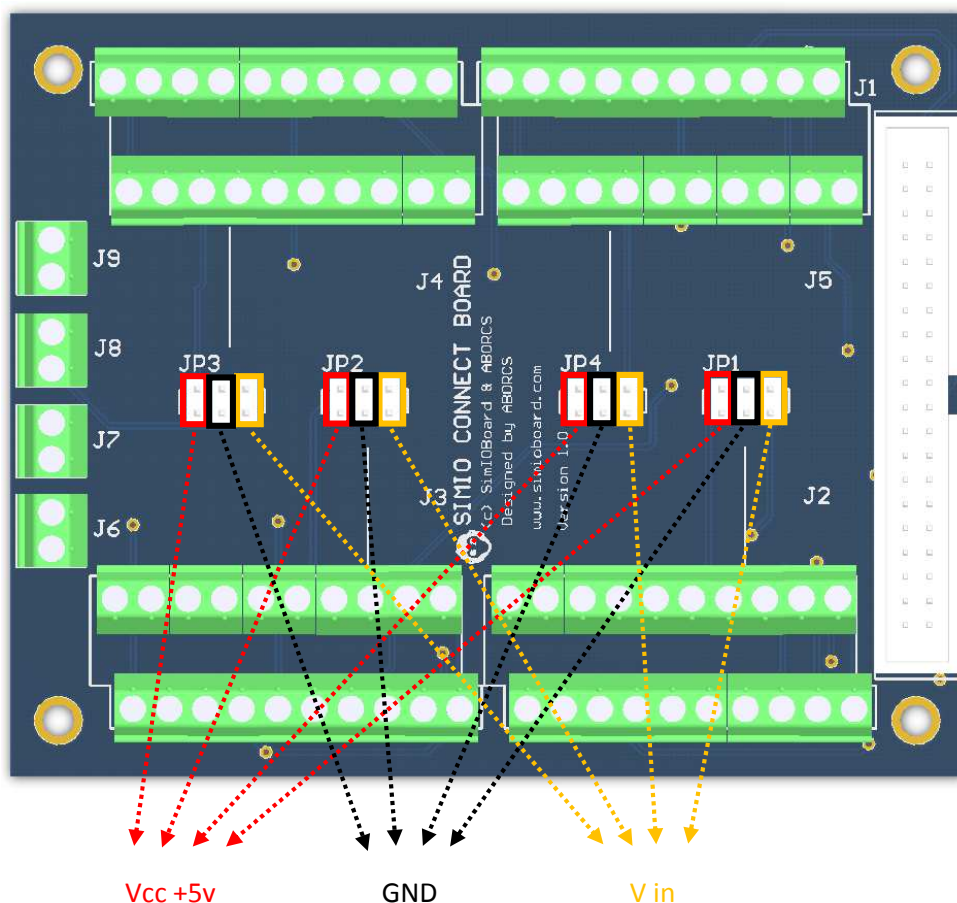 J1
J9
J4
J5
J8
JP3
JP2
JP4
JP1
SIMIO CONNECT BOARD
(c) SimIOBoard & ABORCS
Designed by ABORCS
www.simioboard.com
Version 1.0
J7
J3
J2
J6
Vcc +5v
GND
V in